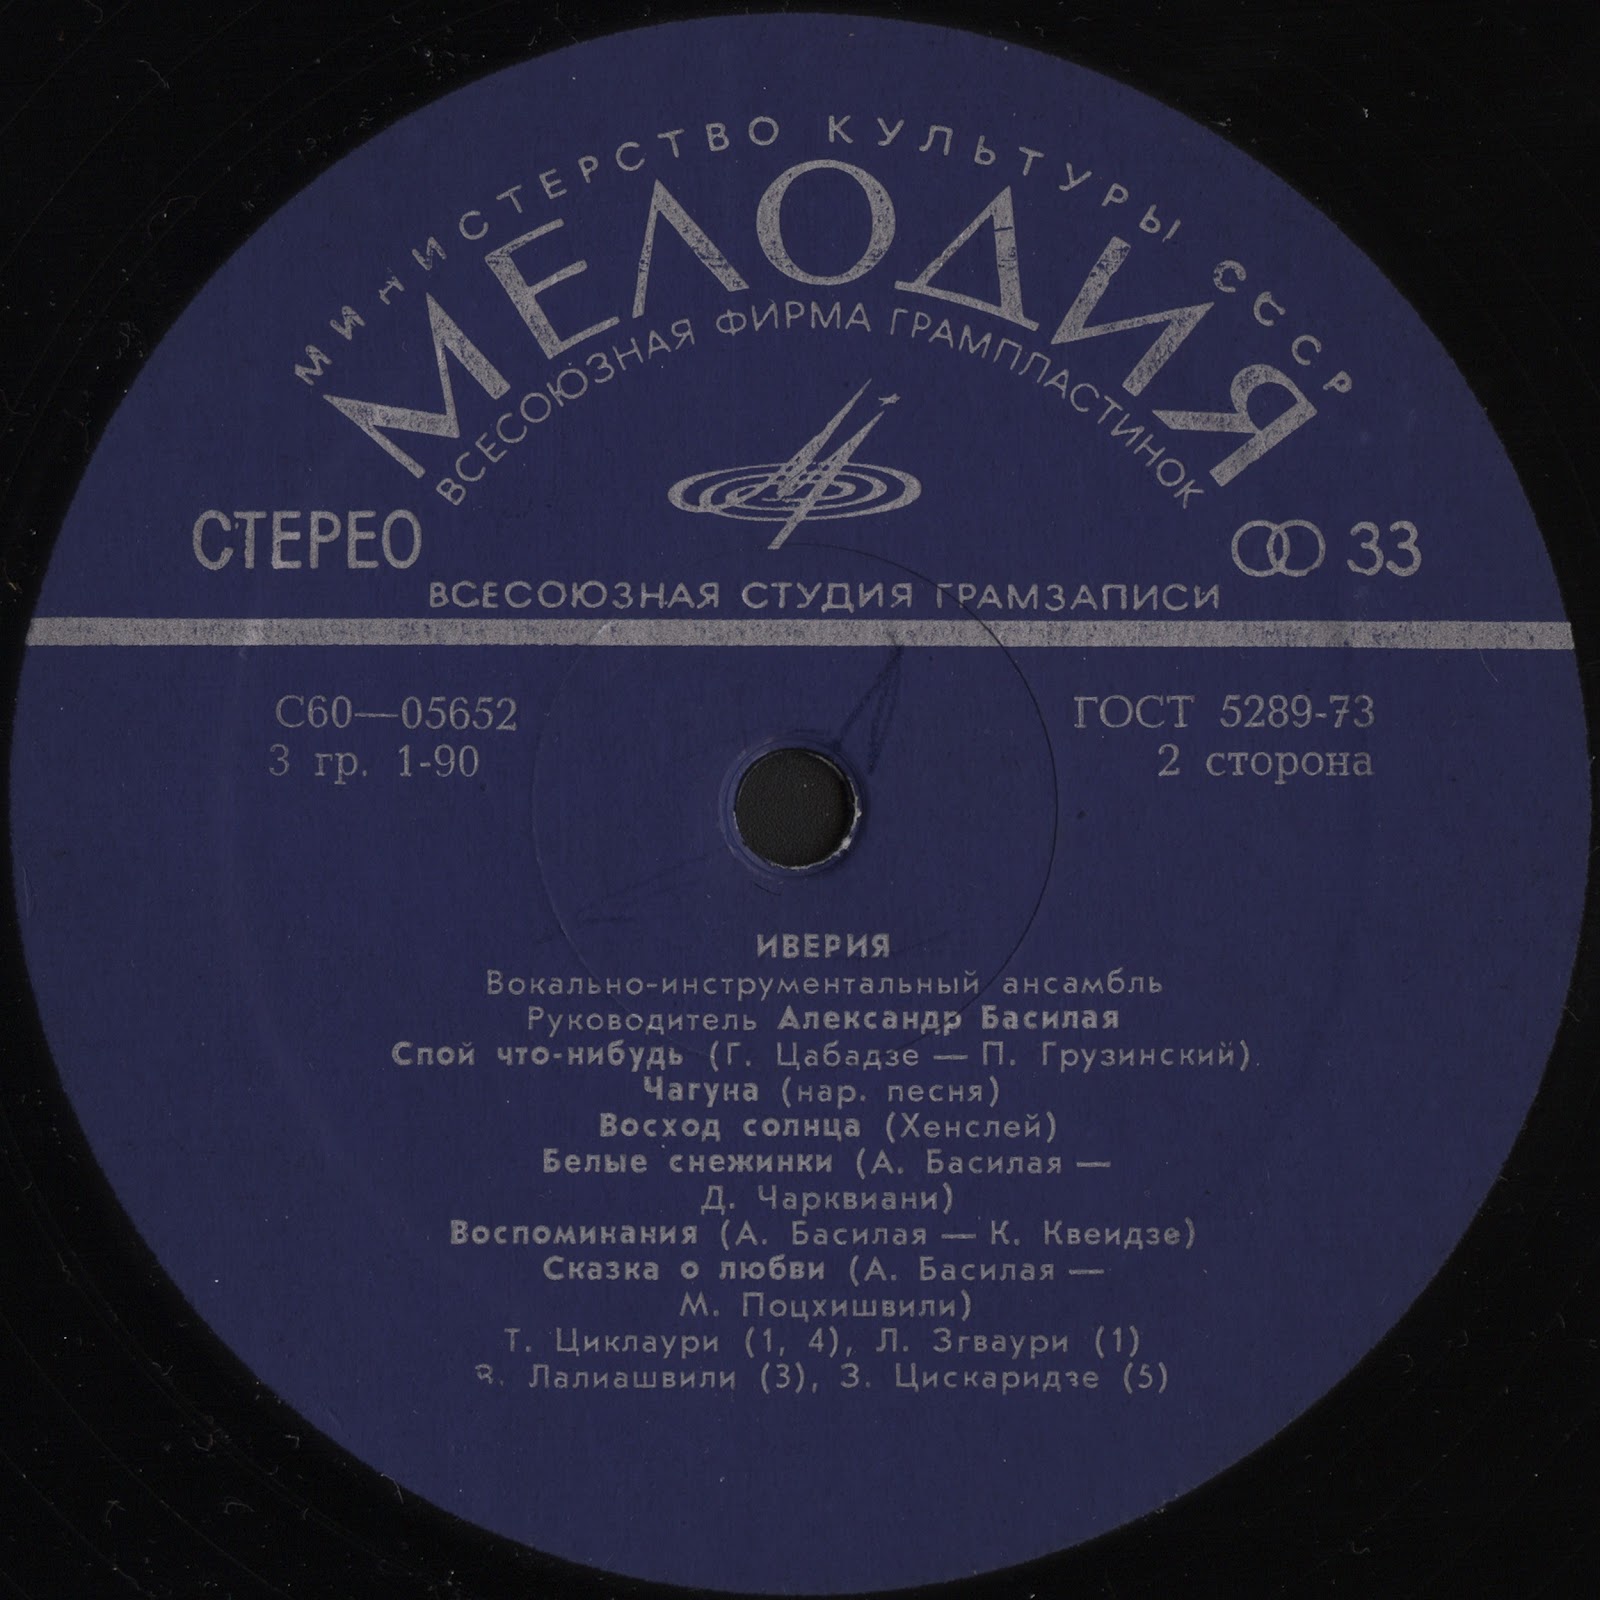 МИНИСТЕРСТВО КУЛЬТУРЫ СССР
МЕЛОДИЯ
ВСЕСОЮЗНАЯ ФИРМА ГРАМПЛАСТИНОК
СТЕРЕО
33
ВСЕСОЮЗНАЯ СТУДИЯ ГРАМЗАПИСИ
С60—05652
ГОСТ 5289-73
3 гр. 1-90
2 сторона
ИВЕРИЯ
Вокально-инструментальный ансамбль
Руководитель Александр Басилая
Спой что-нибудь (Г. Цабадзе — П. Грузинский).
Чагуна (нар. песня)
Восход солнца (Хенслей)
Белые снежинки (А. Басилая —
Д. Чарквиани)
Воспоминания (А. Басилая — К. Квеидзе)
Сказка о любви (А. Басилая —
М. Поцхишвили)
Т. Циклаури (1, 4), Л. Згваури (1)
Лалиашвили (3), З. Цискаридзе (5)